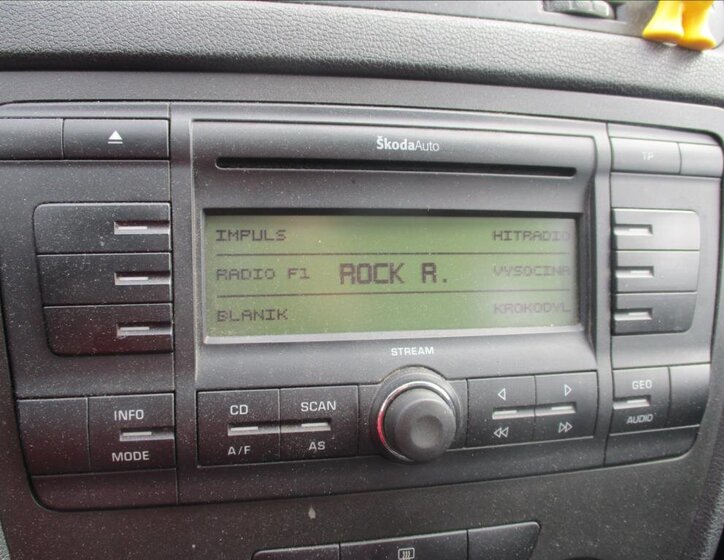 ŠkodaAuto
TP
IMPULS HITRADIO
RADIO F1 ROCK R. VYSOCINA
BLANIK KROKODYL
STREAM
INFO
MODE
CD SCAN
A/F AS
GEO
AUDIO